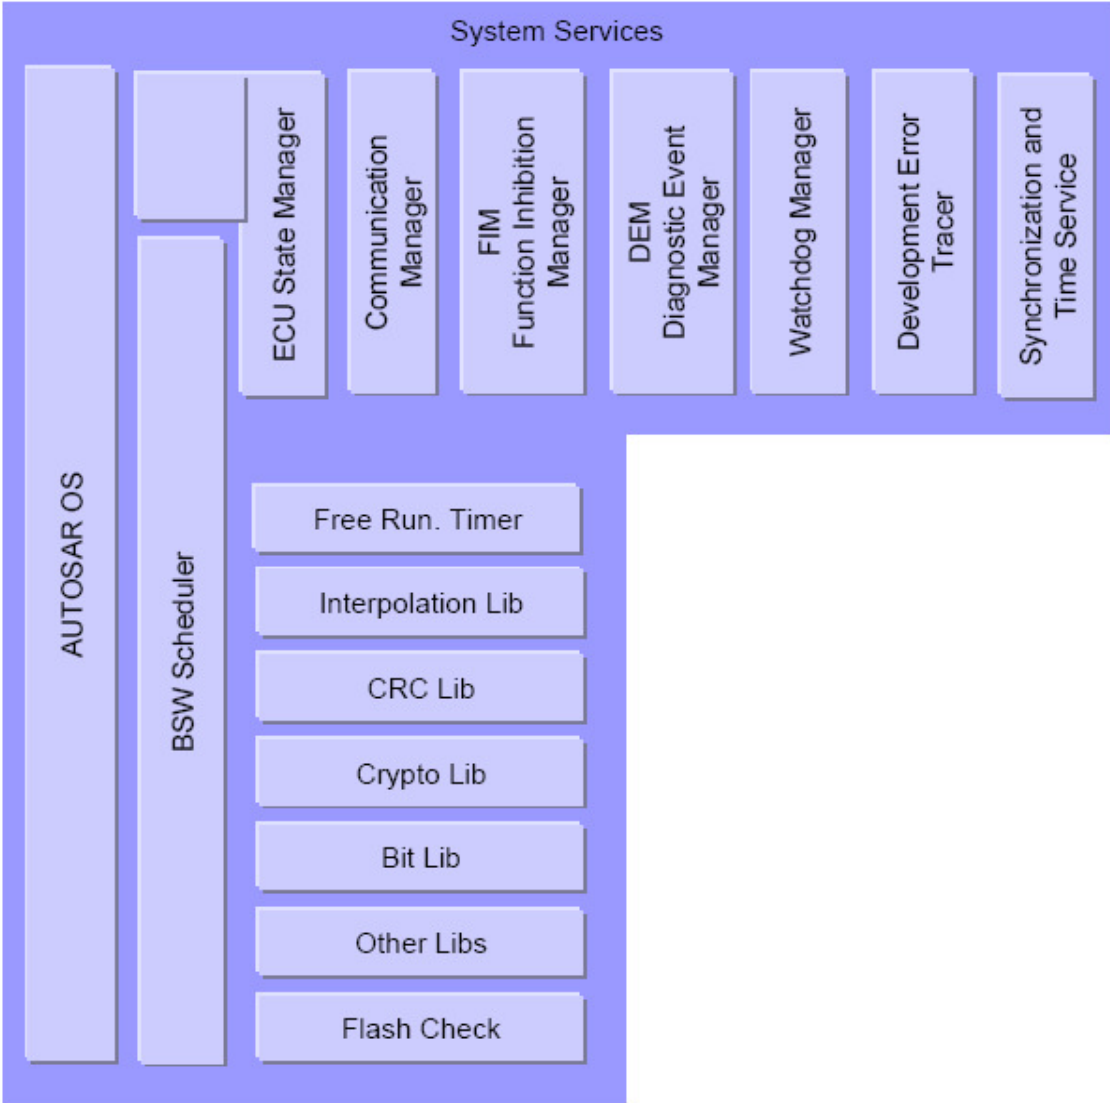 System Services
AUTOSAR OS
BSW Scheduler
ECU State Manager
Communication
Manager
FIM
Function Inhibition
Manager
DEM
Diagnostic Event
Manager
Watchdog Manager
Development Error
Tracer
Synchronization and
Time Service
Free Run. Timer
Interpolation Lib
CRC Lib
Crypto Lib
Bit Lib
Other Libs
Flash Check